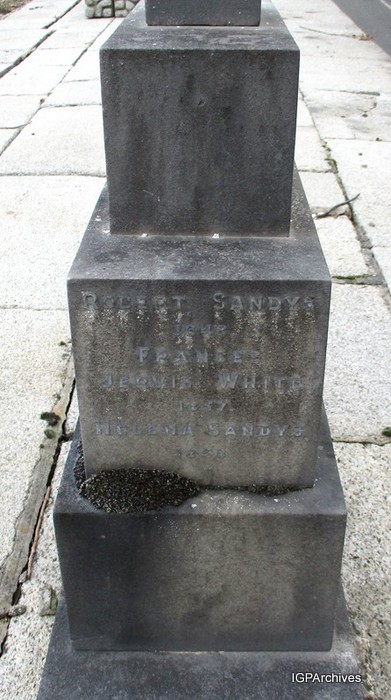 ROBERT SANDYS
FRANCES
JERVIS WHITE
HELENA SANDYS
IGPArchives